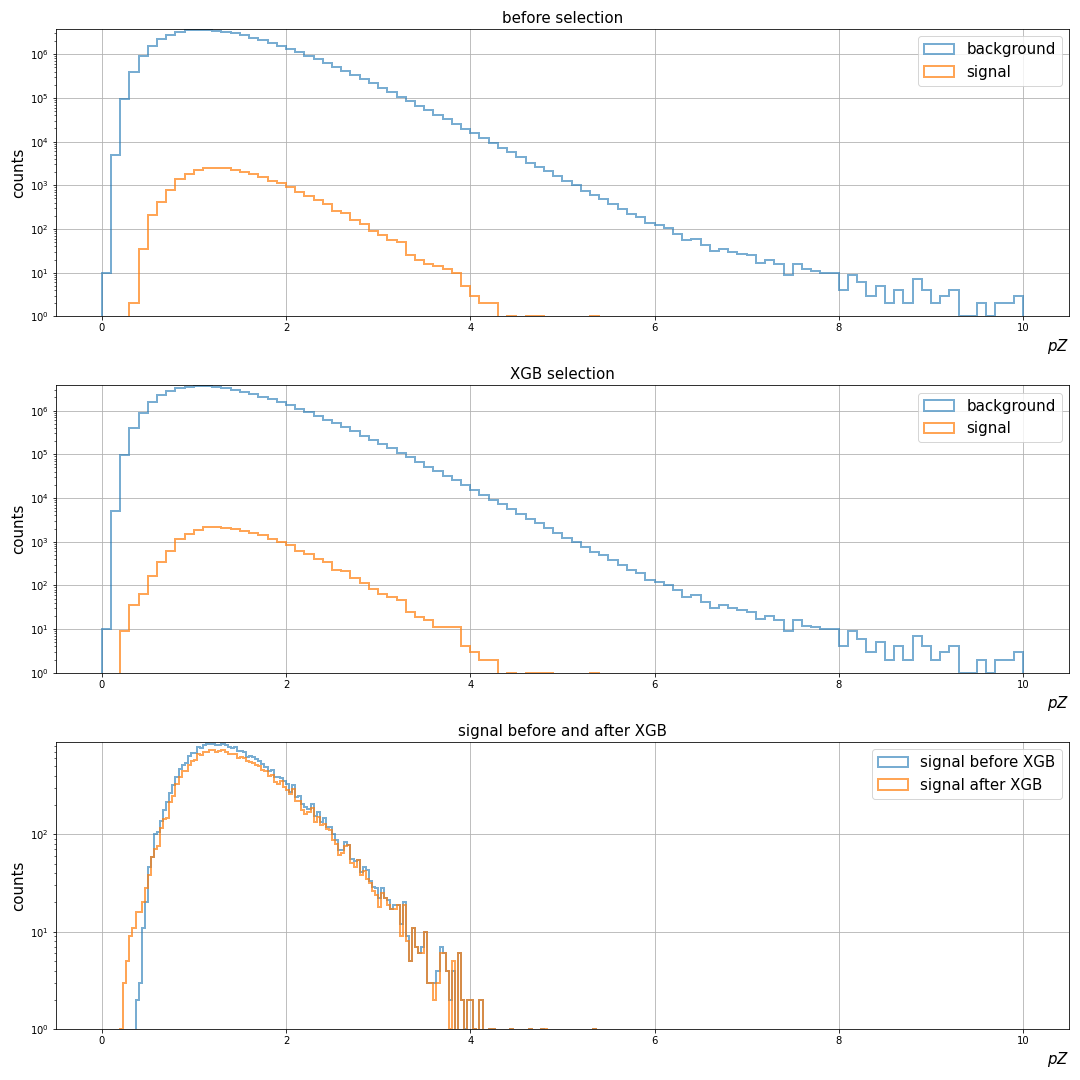 before selection
background
signal
counts
10⁶
10⁵
10⁴
10³
10²
10¹
10⁰
0 2 4 6 8 10
pZ
XGB selection
background
signal
counts
10⁶
10⁵
10⁴
10³
10²
10¹
10⁰
0 2 4 6 8 10
pZ
signal before and after XGB
signal before XGB
signal after XGB
counts
10²
10¹
10⁰
0 2 4 6 8 10
pZ